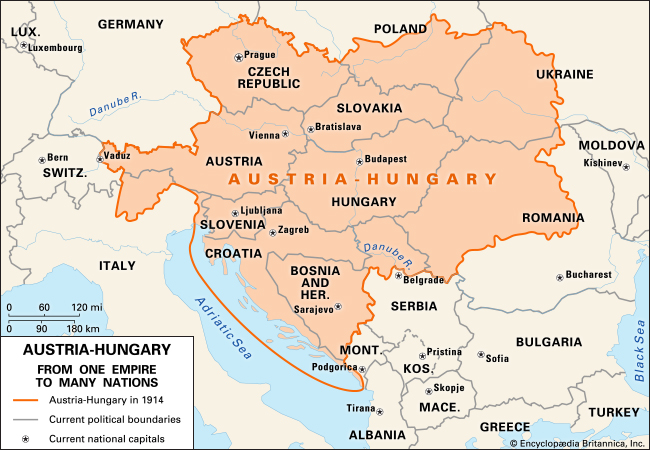 LUX.
Luxembourg
GERMANY
POLAND
Prague
CZECH
REPUBLIC
UKRAINE
Danube R.
SLOVAKIA
Vienna
Bratislava
MOLDOVA
Kishinev
Bern
SWITZ.
Vaduz
AUSTRIA
Budapest
AUSTRIA-HUNGARY
HUNGARY
Ljubljana
SLOVENIA
Zagreb
ROMANIA
CROATIA
Danube R.
ITALY
BOSNIA
AND
HER.
Sarajevo
Belgrade
Bucharest
SERBIA
Adriatic Sea
0 60 120 mi
0 90 180 km
Black Sea
BULGARIA
MONT.
Podgorica
Pristina
KOS.
Sofia
Skopje
MACE.
Tirana
ALBANIA
GREECE
TURKEY
AUSTRIA-HUNGARY
FROM ONE EMPIRE
TO MANY NATIONS
Austria-Hungary in 1914
Current political boundaries
Current national capitals
© Encyclopædia Britannica, Inc.